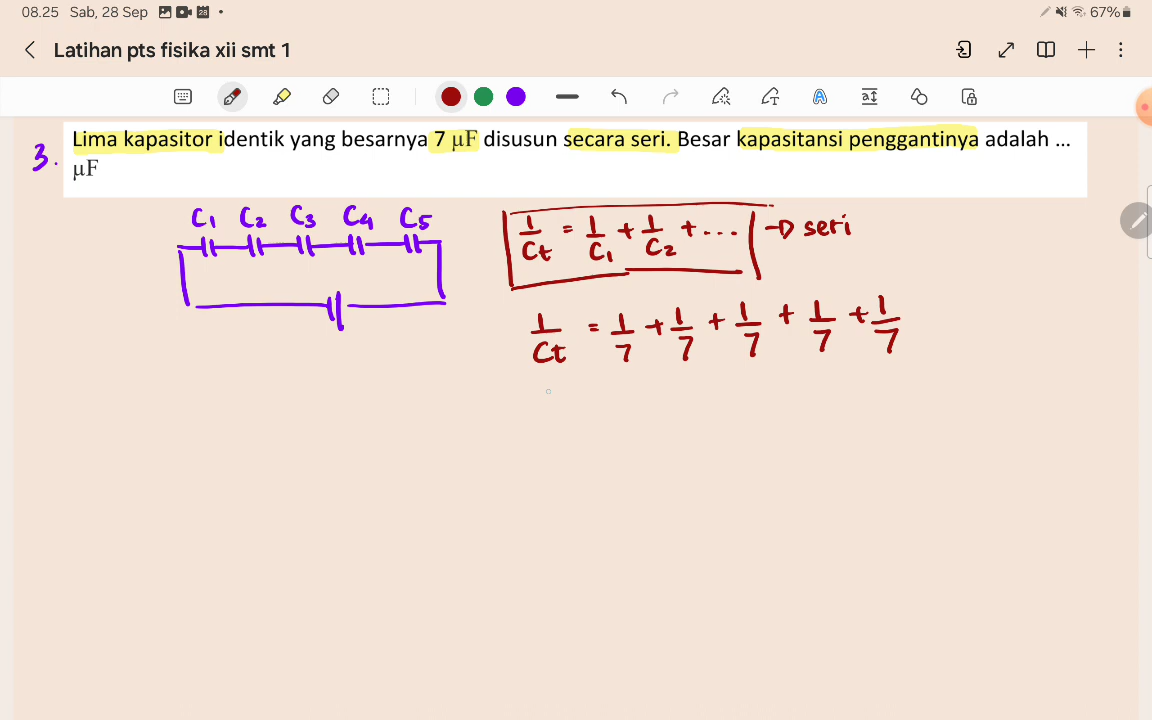 08.25 Sab, 28 Sep 28 • 67%
Latihan pts fisika xii smt 1
3. Lima kapasitor identik yang besarnya 7 μF disusun secara seri. Besar kapasitansi penggantinya adalah ...
μF
C1 C2 C3 C4 C5
1/Ct = 1/C1 + 1/C2 + ... → seri
1/Ct = 1/7 + 1/7 + 1/7 + 1/7 + 1/7